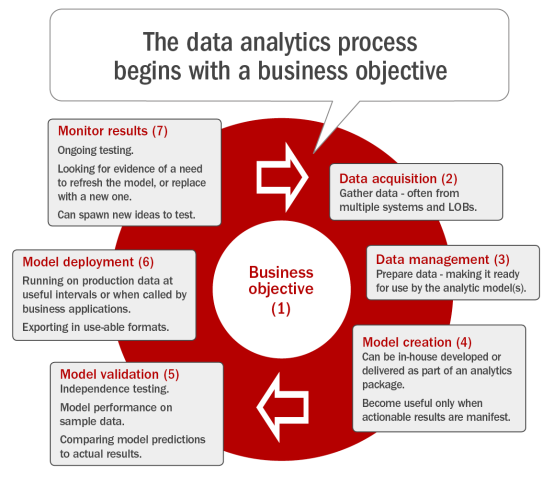 The data analytics process
begins with a business objective
Monitor results (7)
Ongoing testing.
Looking for evidence of a need
to refresh the model, or replace
with a new one.
Can spawn new ideas to test.
Data acquisition (2)
Gather data - often from
multiple systems and LOBs.
Data management (3)
Prepare data - making it ready
for use by the analytic model(s).
Model creation (4)
Can be in-house developed or
delivered as part of an analytics
package.
Become useful only when
actionable results are manifest.
Model validation (5)
Independence testing.
Model performance on
sample data.
Comparing model predictions
to actual results.
Model deployment (6)
Running on production data at
useful intervals or when called by
business applications.
Exporting in use-able formats.
Business
objective
(1)